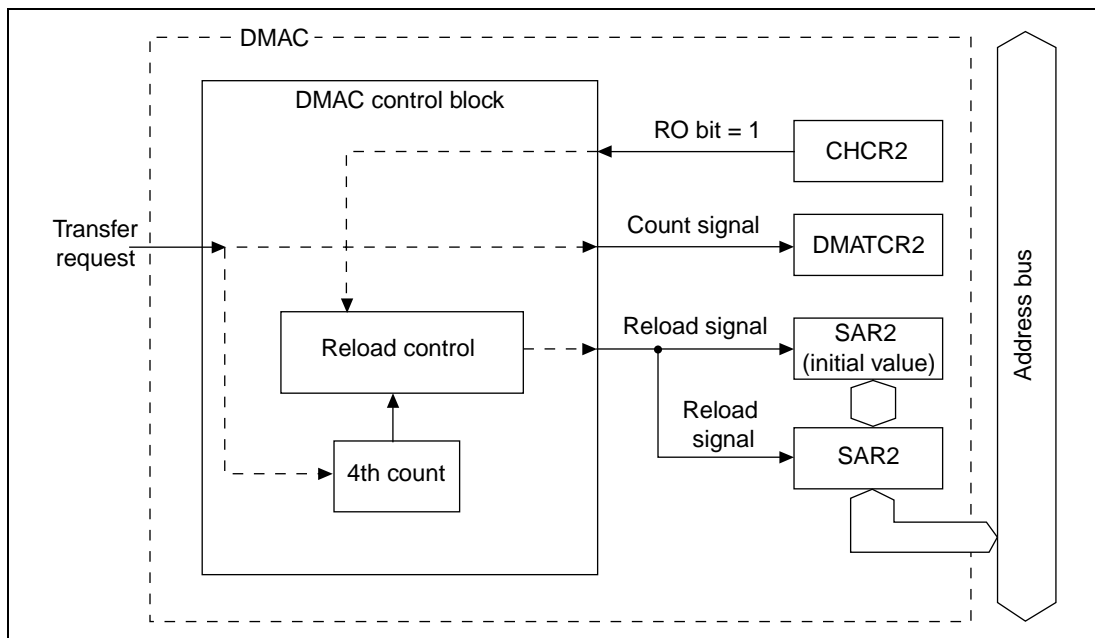 DMAC
DMAC control block
RO bit = 1
CHCR2
Transfer
request
Count signal
DMATCR2
Reload control
Reload signal
SAR2
(initial value)
Reload
signal
SAR2
4th count
Address bus